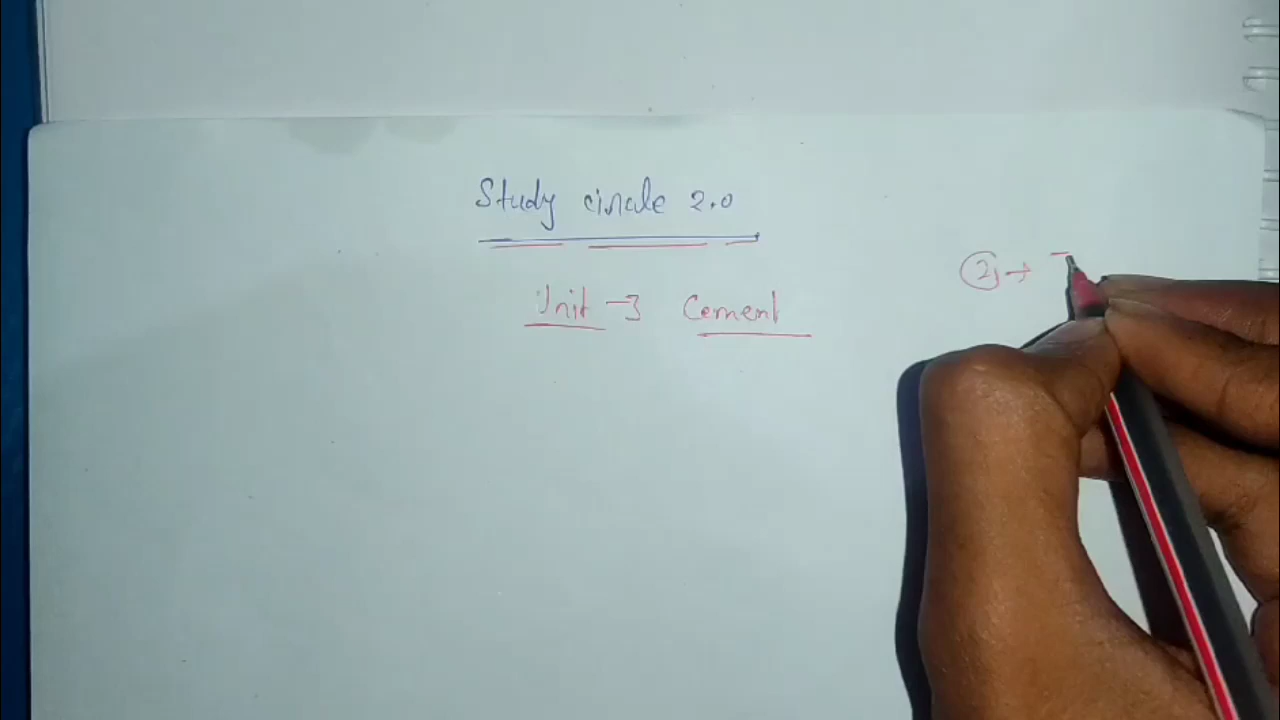 Study circle 2.0
Unit - 3 Cement
② →